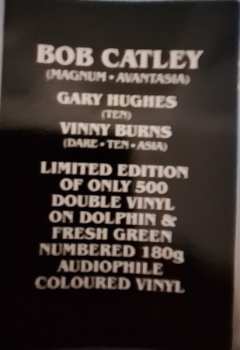 BOB CATLEY
(MAGNUM • AVANTASIA)
GARY HUGHES
(TEN)
VINNY BURNS
(DARE • TEN • ASIA)
LIMITED EDITION
OF ONLY 500
DOUBLE VINYL
ON DOLPHIN &
FRESH GREEN
NUMBERED 180g
AUDIOPHILE
COLOURED VINYL